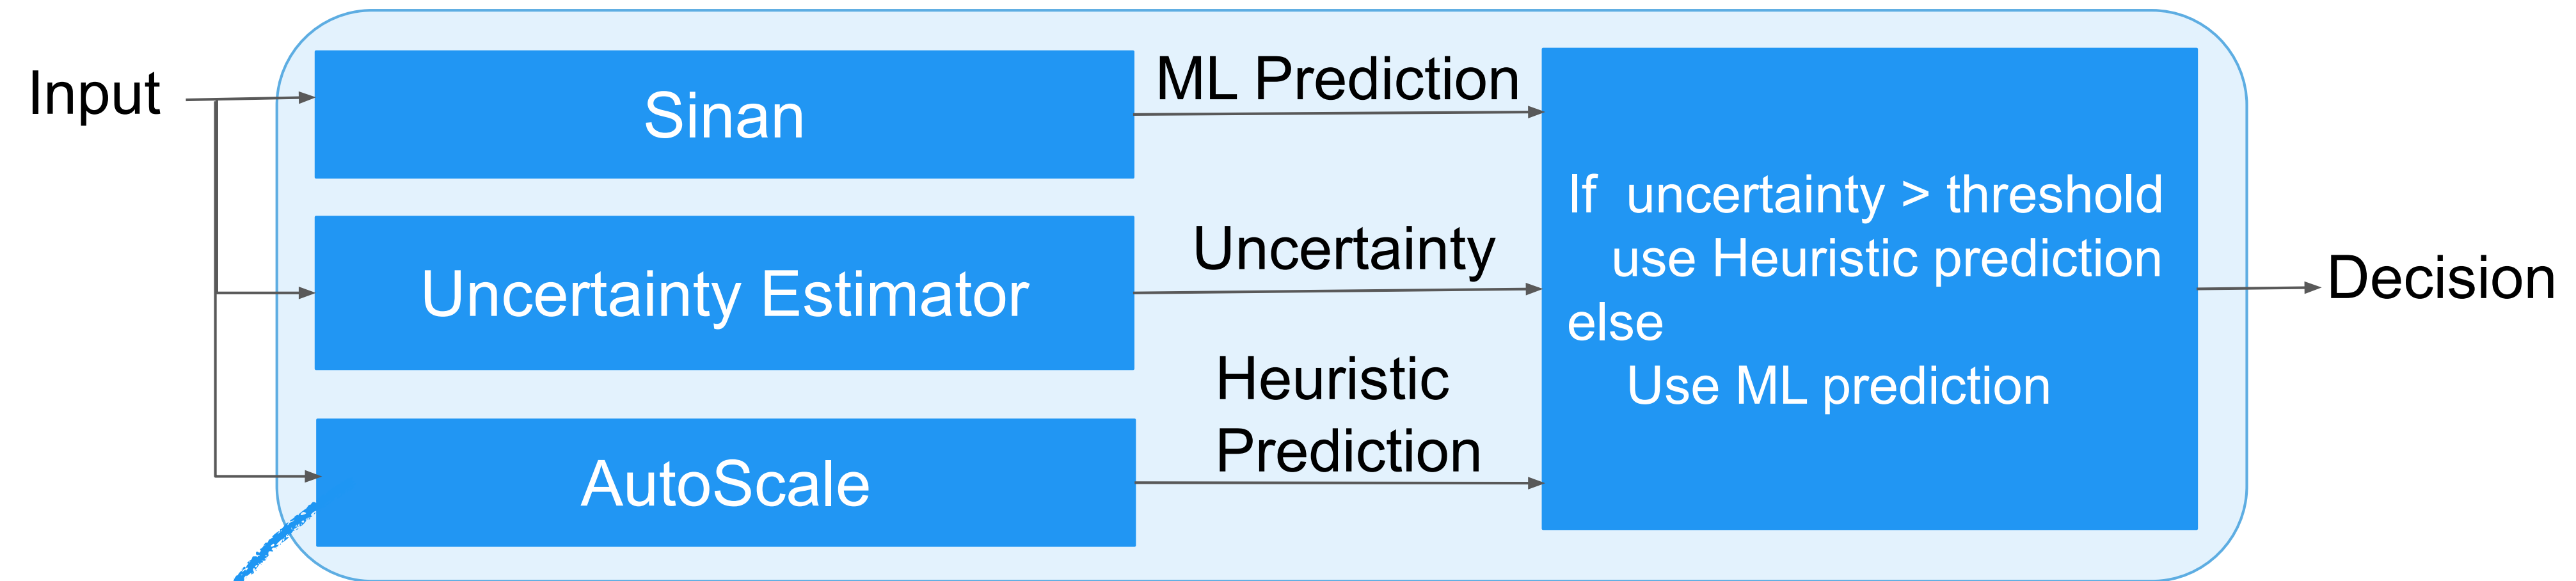 Input
Sinan
ML Prediction
Uncertainty Estimator
Uncertainty
AutoScale
Heuristic
Prediction
If uncertainty > threshold
use Heuristic prediction
else
Use ML prediction
Decision